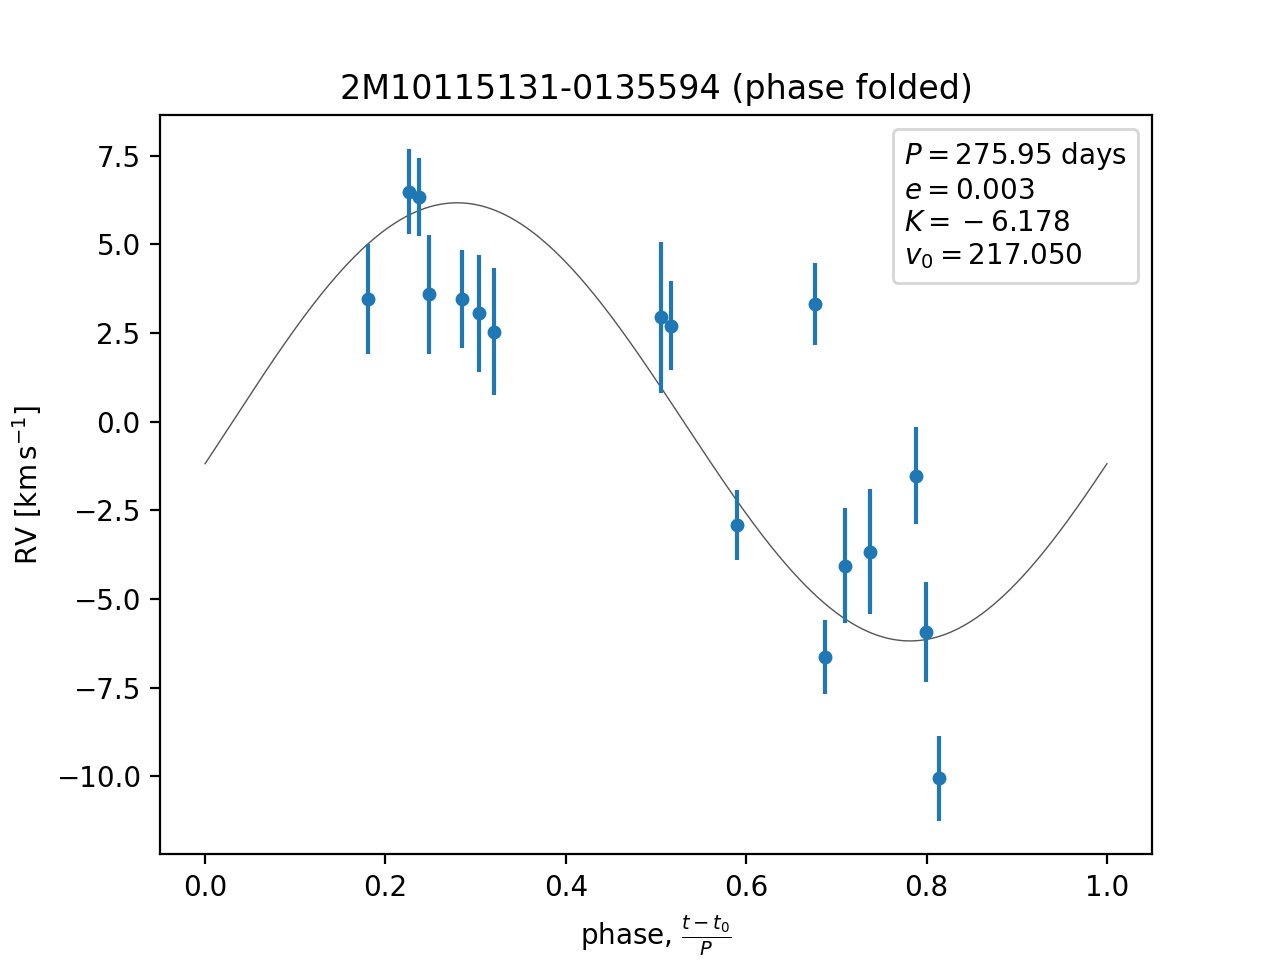 2M10115131-0135594 (phase folded)
P = 275.95 days
e = 0.003
K = −6.178
v₀ = 217.050
7.5
5.0
2.5
0.0
−2.5
−5.0
−7.5
−10.0
RV [km s⁻¹]
0.0 0.2 0.4 0.6 0.8 1.0
phase, (t − t₀)/P